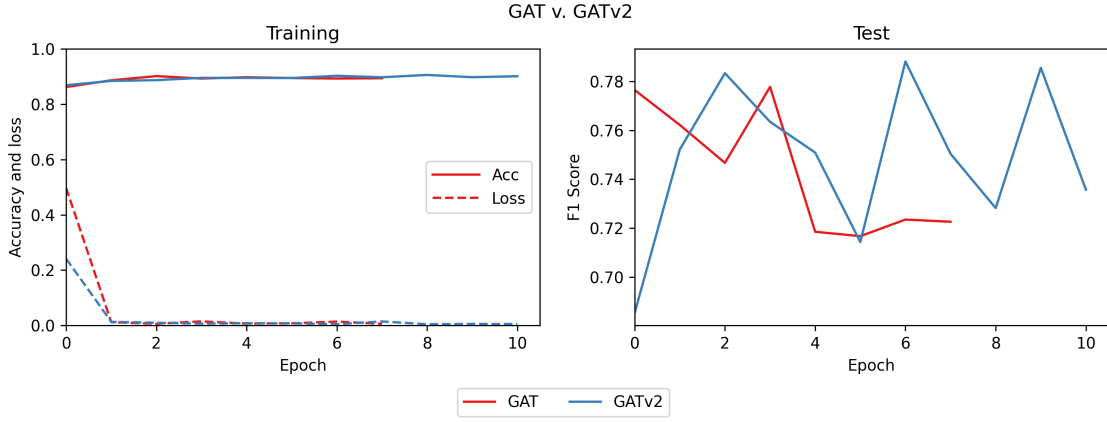 GAT v. GATv2
Training
Accuracy and loss
1.0
0.8
0.6
0.4
0.2
0.0
Acc
Loss
0 2 4 6 8 10
Epoch
Test
F1 Score
0.78
0.76
0.74
0.72
0.70
0 2 4 6 8 10
Epoch
GAT GATv2